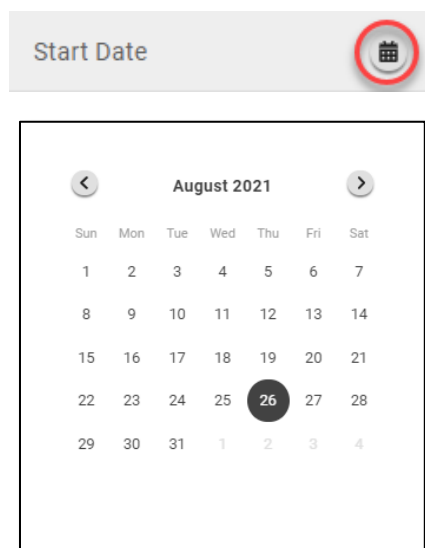 Start Date
August 2021
Sun Mon Tue Wed Thu Fri Sat
1 2 3 4 5 6 7
8 9 10 11 12 13 14
15 16 17 18 19 20 21
22 23 24 25 26 27 28
29 30 31 1 2 3 4